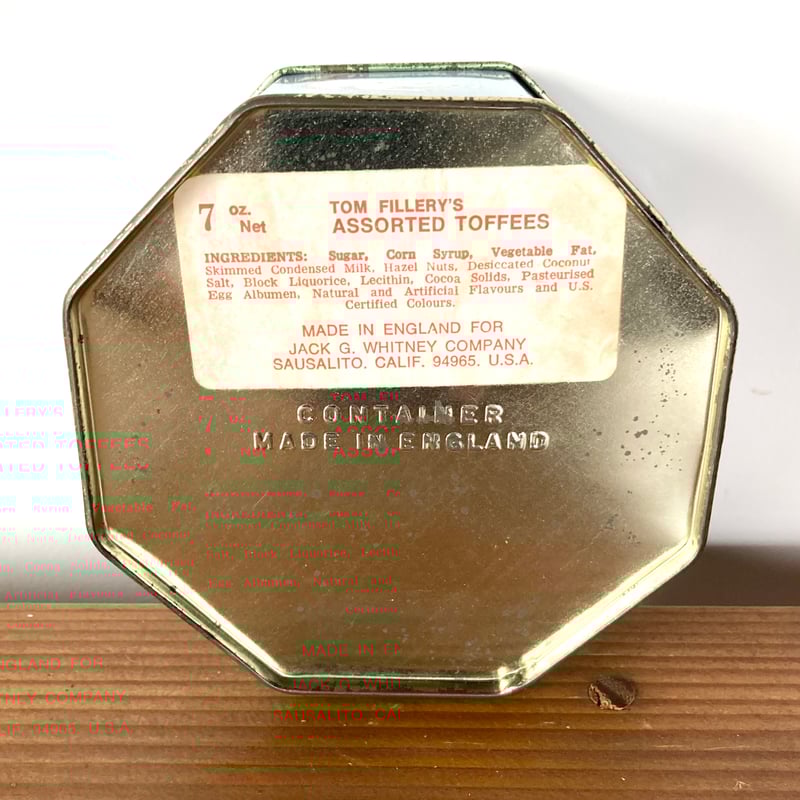 7 oz. Net
TOM FILLERY'S
ASSORTED TOFFEES
INGREDIENTS: Sugar, Corn Syrup, Vegetable Fat,
Skimmed Condensed Milk, Hazel Nuts, Desiccated Coconut
Salt, Block Liquorice, Lecithin, Cocoa Solids, Pasteurised
Egg Albumen, Natural and Artificial Flavours and U.S.
Certified Colours.
MADE IN ENGLAND FOR
JACK G. WHITNEY COMPANY
SAUSALITO. CALIF. 94965. U.S.A.
CONTAINER
MADE IN ENGLAND